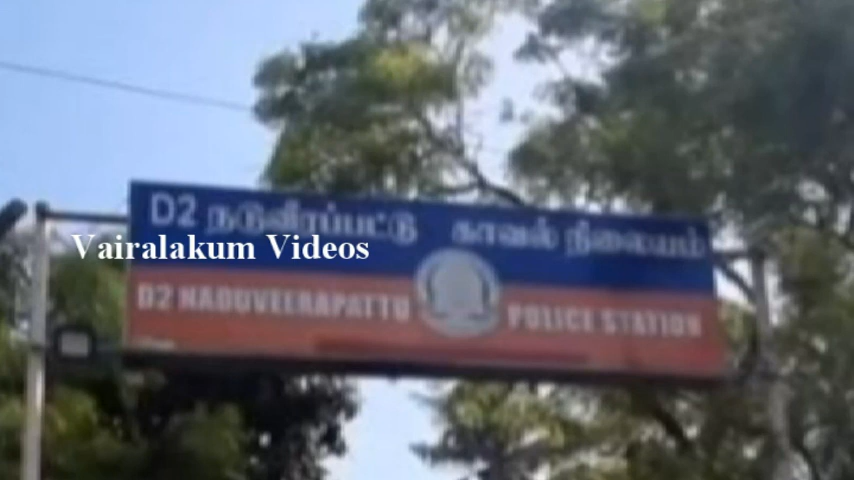 D2 நடுவீரப்பட்டு காவல் நிலையம்
Vairalakum Videos
D2 NADUVEERAPATTU POLICE STATION